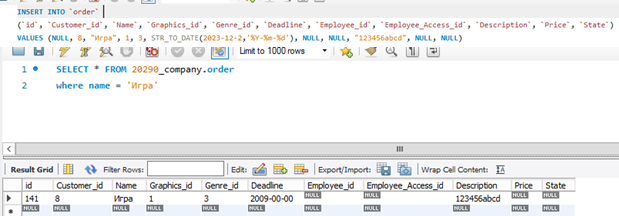 INSERT INTO `order`
(`id`, `Customer_id`, `Name`, `Graphics_id`, `Genre_id`, `Deadline`, `Employee_id`, `Employee_Access_id`, `Description`, `Price`, `State`)
VALUES (NULL, 8, "Игра", 1, 3, STR_TO_DATE(2023-12-2,'%Y-%m-%d'), NULL, NULL, "123456abcd", NULL, NULL)
Limit to 1000 rows
1 SELECT * FROM 20290_company.order
2 where name = 'Игра'
Result Grid Filter Rows: Edit: Export/Import: Wrap Cell Content:
id Customer_id Name Graphics_id Genre_id Deadline Employee_id Employee_Access_id Description Price State
141 8 Игра 1 3 2009-00-00 NULL NULL 123456abcd NULL NULL
NULL NULL NULL NULL NULL NULL NULL NULL NULL NULL NULL